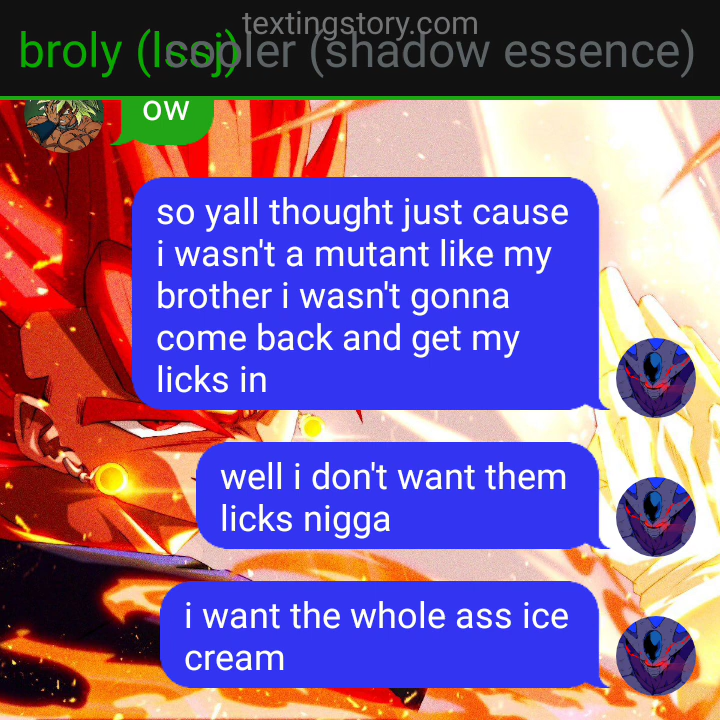 textingstory.com
broly (lssj) cooler (shadow essence)
ow
so yall thought just cause
i wasn't a mutant like my
brother i wasn't gonna
come back and get my
licks in
well i don't want them
licks nigga
i want the whole ass ice
cream